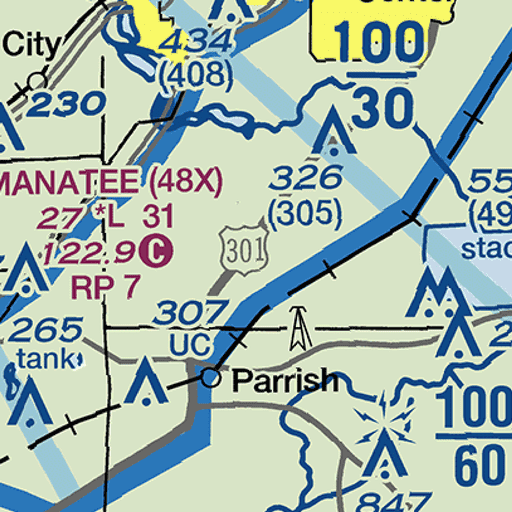 City
434
(408)
100
30
230
326
(305)
55
(49
stac
MANATEE (48X)
27 *L 31
122.9 C
RP 7
301
307
UC
265
tank
Parrish
2
100
60
847